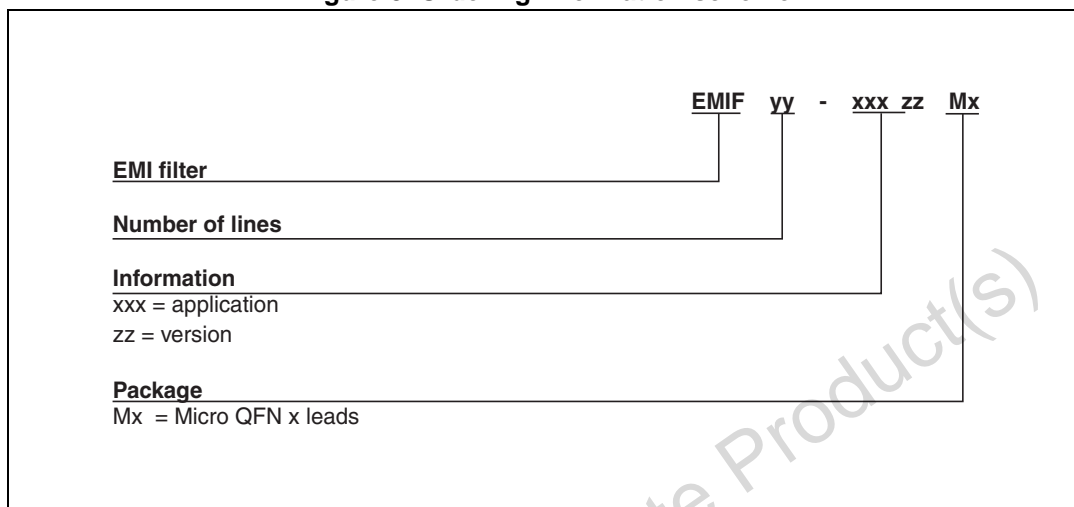 EMIF yy - xxx zz Mx
EMI filter
Number of lines
Information
xxx = application
zz = version
Package
Mx = Micro QFN x leads
Product(s)